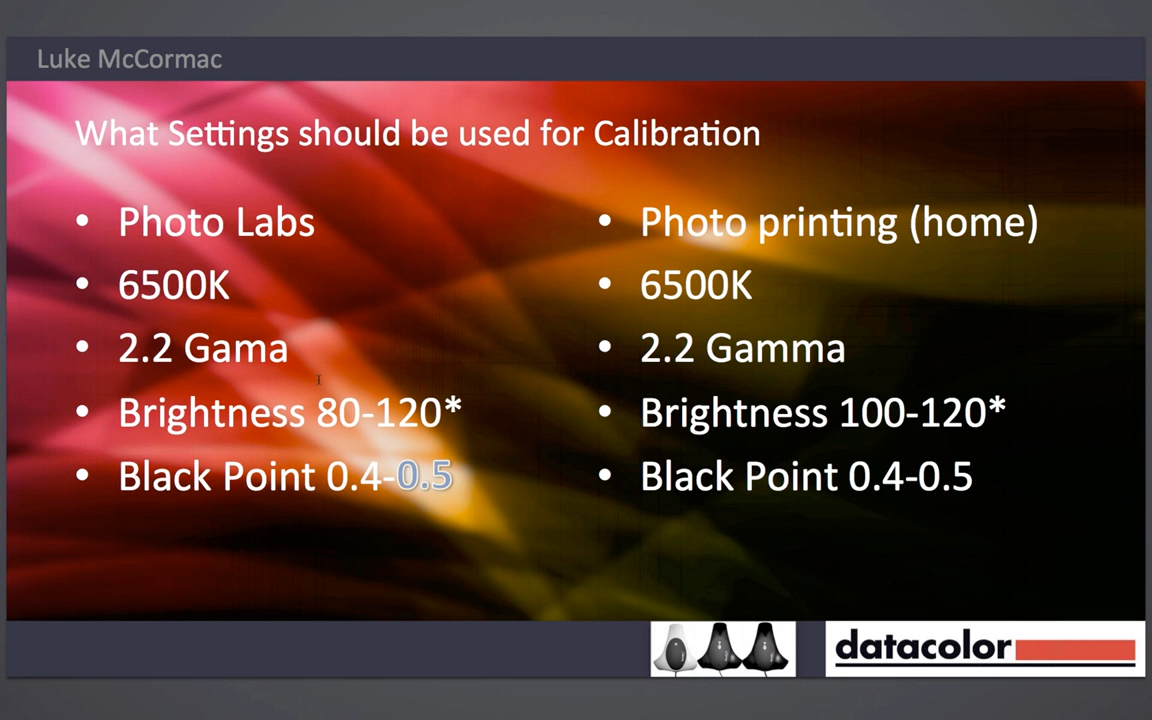 Luke McCormac
What Settings should be used for Calibration
• Photo Labs
• 6500K
• 2.2 Gama
• Brightness 80-120*
• Black Point 0.4-0.5
• Photo printing (home)
• 6500K
• 2.2 Gamma
• Brightness 100-120*
• Black Point 0.4-0.5
datacolor